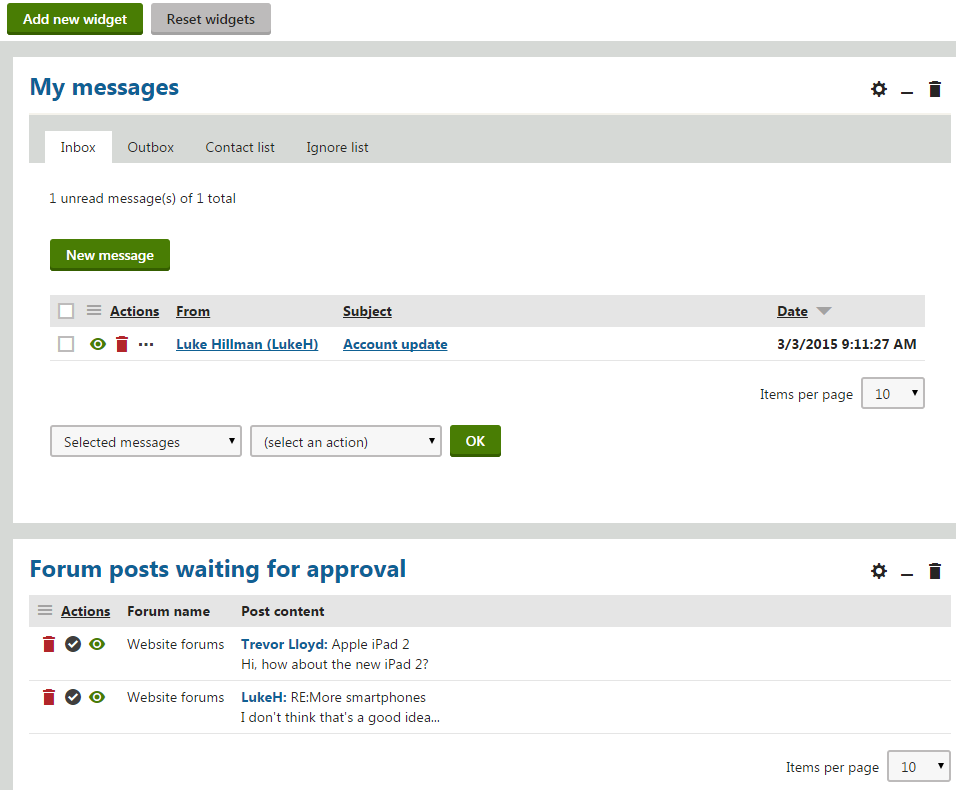 Add new widget Reset widgets
My messages
Inbox Outbox Contact list Ignore list
1 unread message(s) of 1 total
New message
Actions From Subject Date
Luke Hillman (LukeH) Account update 3/3/2015 9:11:27 AM
Items per page 10
Selected messages (select an action) OK
Forum posts waiting for approval
Actions Forum name Post content
Website forums Trevor Lloyd: Apple iPad 2
Hi, how about the new iPad 2?
Website forums LukeH: RE:More smartphones
I don't think that's a good idea...
Items per page 10